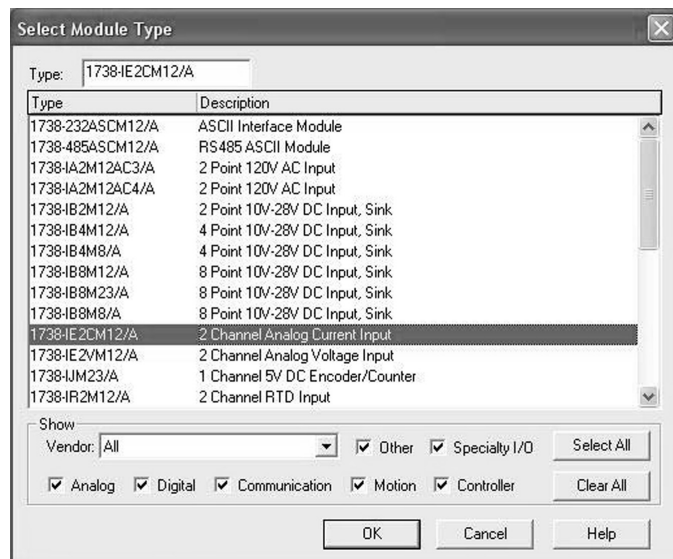 Select Module Type
Type: 1738-IE2CM12/A
Type Description
1738-232ASCM12/A ASCII Interface Module
1738-485ASCM12/A RS485 ASCII Module
1738-IA2M12AC3/A 2 Point 120V AC Input
1738-IA2M12AC4/A 2 Point 120V AC Input
1738-IB2M12/A 2 Point 10V-28V DC Input, Sink
1738-IB4M12/A 4 Point 10V-28V DC Input, Sink
1738-IB4M8/A 4 Point 10V-28V DC Input, Sink
1738-IB8M12/A 8 Point 10V-28V DC Input, Sink
1738-IB8M23/A 8 Point 10V-28V DC Input, Sink
1738-IB8M8/A 8 Point 10V-28V DC Input, Sink
1738-IE2CM12/A 2 Channel Analog Current Input
1738-IE2VM12/A 2 Channel Analog Voltage Input
1738-IJM23/A 1 Channel 5V DC Encoder/Counter
1738-IR2M12/A 2 Channel RTD Input
Show
Vendor: All Other Specialty I/O Select All
Analog Digital Communication Motion Controller Clear All
OK Cancel Help